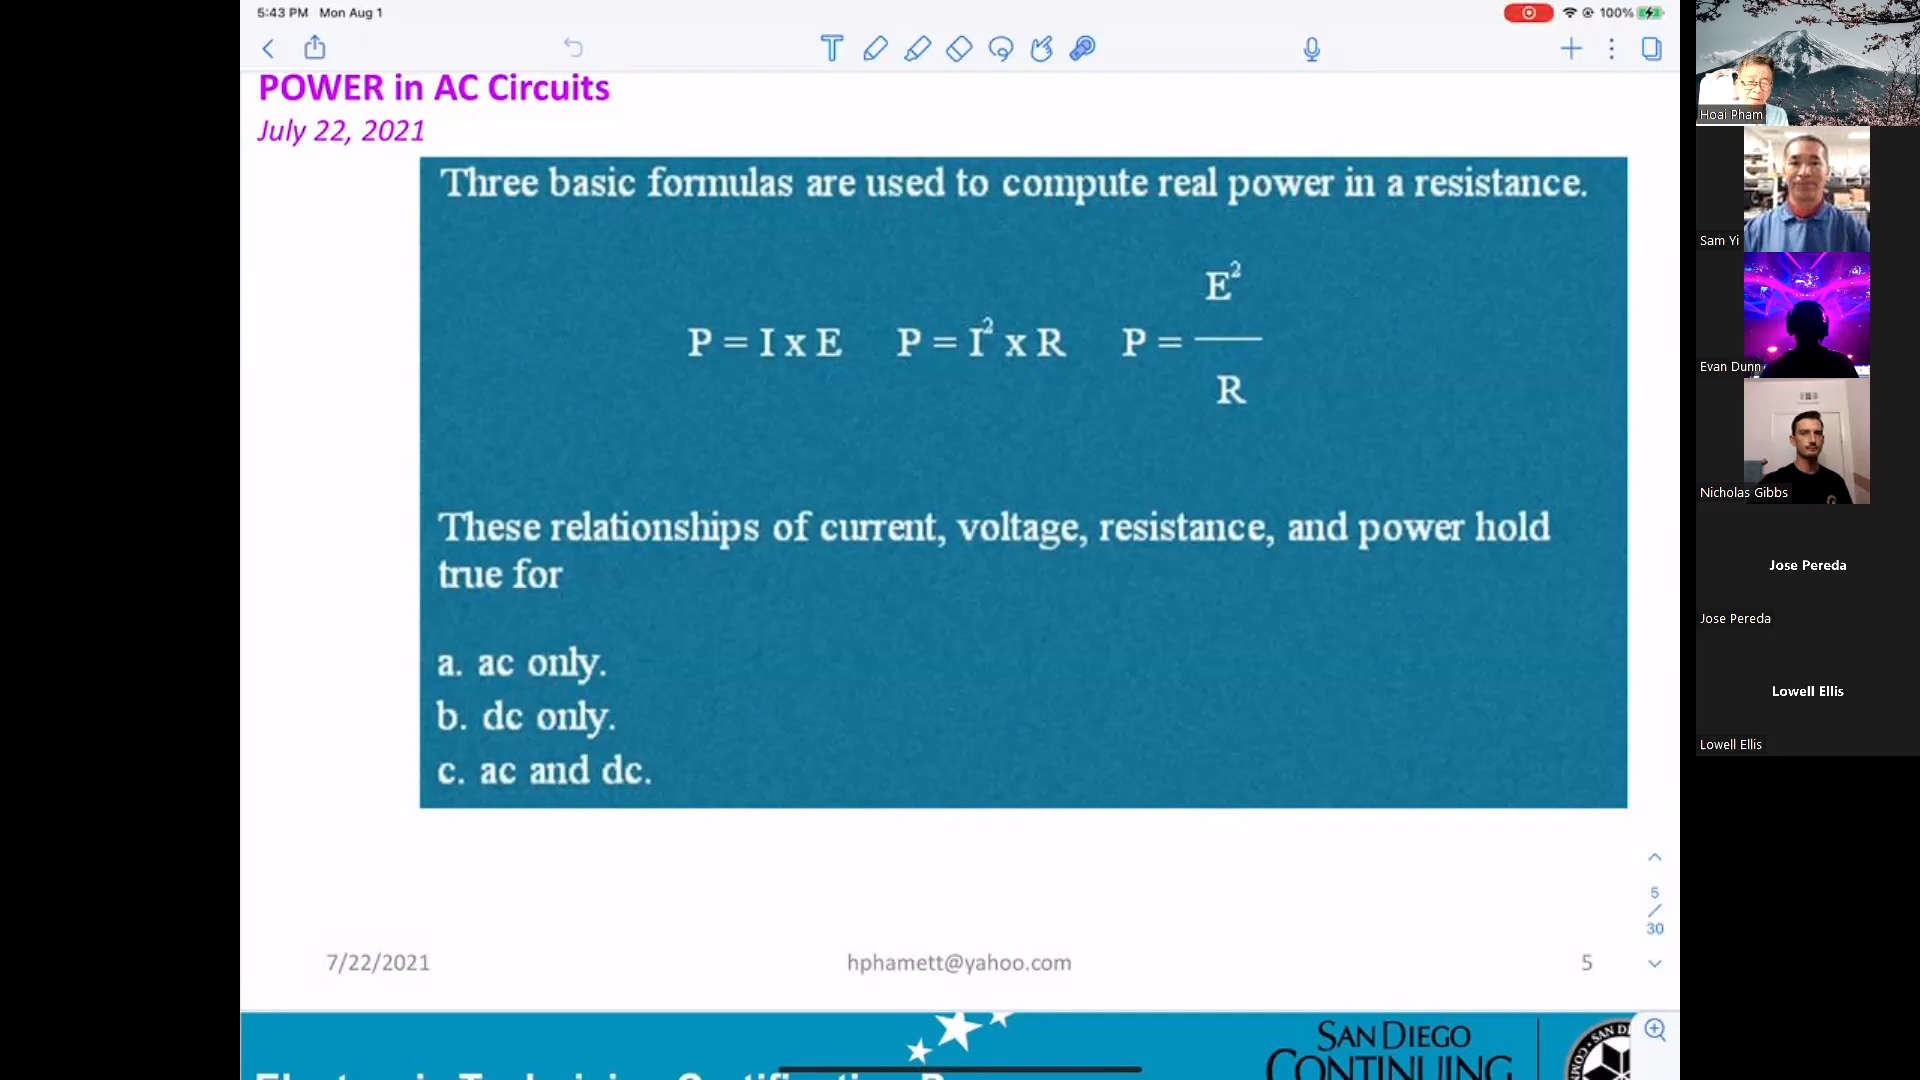 5:43 PM Mon Aug 1
100%
POWER in AC Circuits
July 22, 2021
Three basic formulas are used to compute real power in a resistance.
P = I x E P = I² x R P = E² / R
These relationships of current, voltage, resistance, and power hold
true for
a. ac only.
b. dc only.
c. ac and dc.
5
/
30
7/22/2021
hphamett@yahoo.com
5
SAN DIEGO
CONTINUING
Hoai Pham
Sam Yi
Evan Dunn
Nicholas Gibbs
Jose Pereda
Jose Pereda
Lowell Ellis
Lowell Ellis